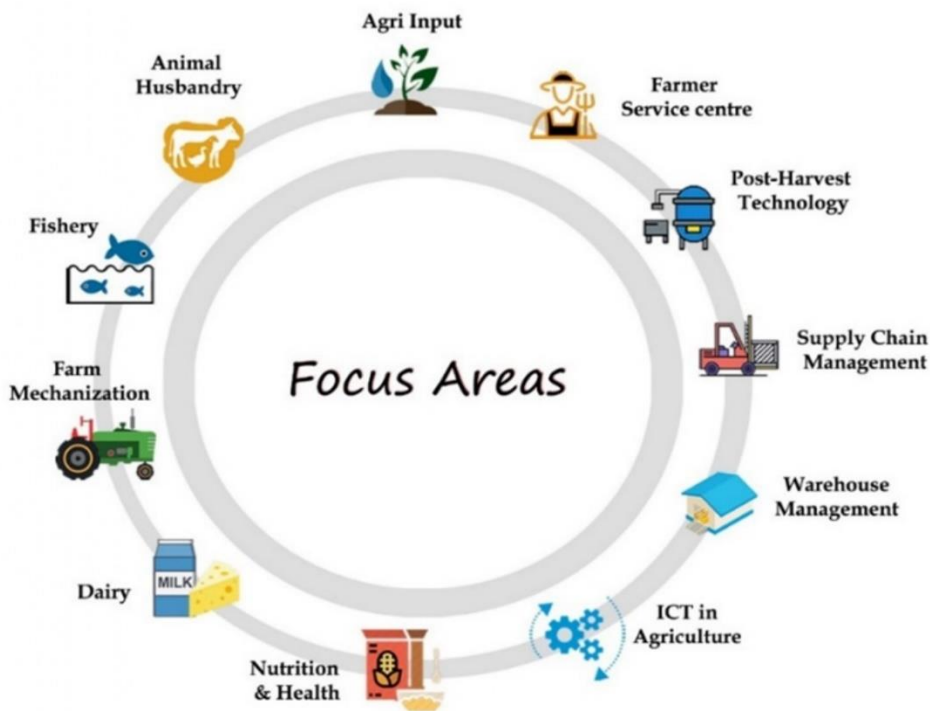 Agri Input
Farmer
Service centre
Post-Harvest
Technology
Supply Chain
Management
Warehouse
Management
ICT in
Agriculture
Nutrition
& Health
Dairy
MILK
Farm
Mechanization
Fishery
Animal
Husbandry
Focus Areas